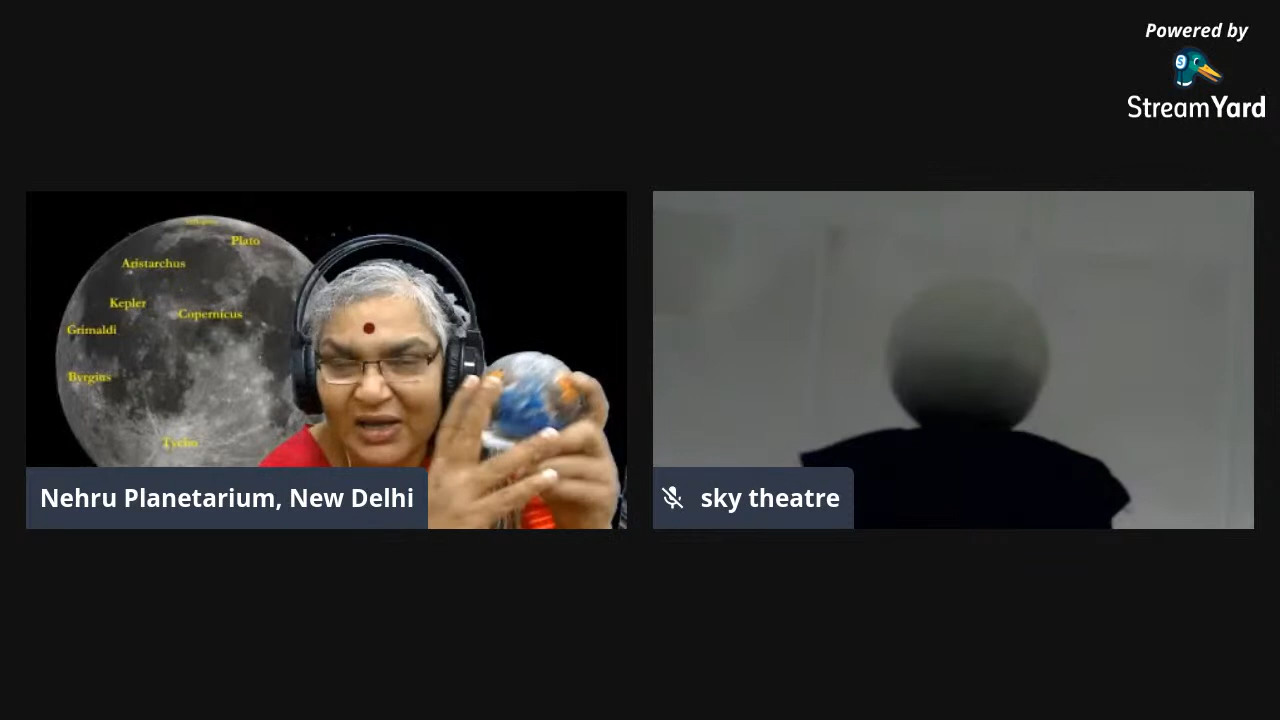 Powered by
StreamYard
Plato
Aristarchus
Kepler
Copernicus
Grimaldi
Byrgius
Tycho
Nehru Planetarium, New Delhi
sky theatre